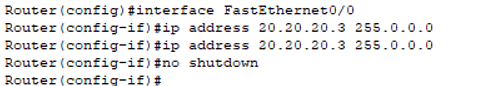 Router(config)#interface FastEthernet0/0
Router(config-if)#ip address 20.20.20.3 255.0.0.0
Router(config-if)#ip address 20.20.20.3 255.0.0.0
Router(config-if)#no shutdown
Router(config-if)#